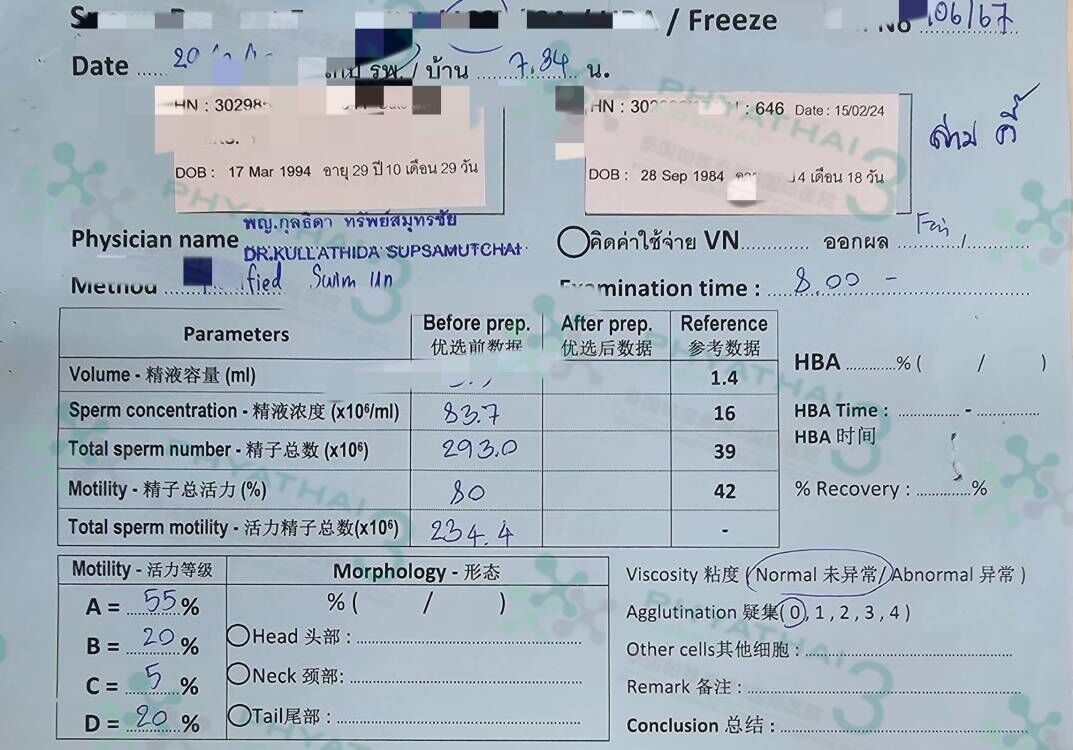 / Freeze No 106/67
Date 20 รพ. / บ้าน 7.34 น.
HN : 30298
DOB : 17 Mar 1994 อายุ 29 ปี 10 เดือน 29 วัน
HN : 30 : 646 Date : 15/02/24
DOB : 28 Sep 1984 4 เดือน 18 วัน
พญ.กุลธิดา ทรัพย์สมุทรชัย
Physician name DR.KULLATHIDA SUPSAMUTCHAI
คิดค่าใช้จ่าย VN ออกผล /
Method fied Swim Up
Examination time : 8.00 -
Parameters Before prep. After prep. Reference
优选前数据 优选后数据 参考数据
Volume - 精液容量 (ml) 1.4
Sperm concentration - 精液浓度 (x10⁶/ml) 83.7 16
Total sperm number - 精子总数 (x10⁶) 293.0 39
Motility - 精子总活力 (%) 80 42
Total sperm motility - 活力精子总数(x10⁶) 234.4 -
HBA % ( / )
HBA Time : -
HBA 时间
% Recovery : %
Motility - 活力等级
A = 55 %
B = 20 %
C = 5 %
D = 20 %
Morphology - 形态
% ( / )
Head 头部 :
Neck 颈部:
Tail尾部 :
Viscosity 粘度 (Normal 未异常/Abnormal 异常 )
Agglutination 疑集(0, 1 , 2 , 3 , 4 )
Other cells其他细胞 :
Remark 备注 :
Conclusion 总结 :
PHYATHAI 3